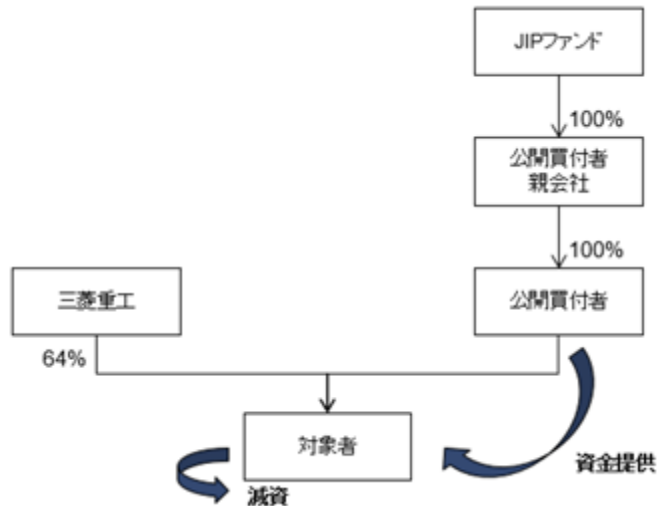 JIPファンド
100%
公開買付者
親会社
100%
三菱重工
公開買付者
64%
対象者
資金提供
減資